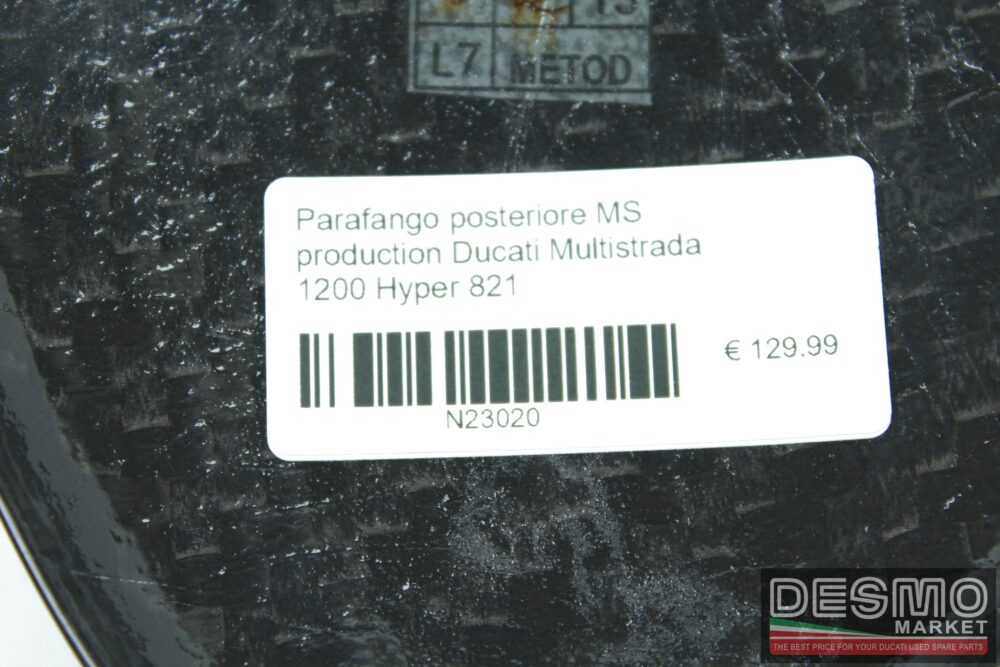 L7 METOD
Parafango posteriore MS
production Ducati Multistrada
1200 Hyper 821
€ 129.99
N23020
DESMO
MARKET
THE BEST PRICE FOR YOUR DUCATI USED SPARE PARTS